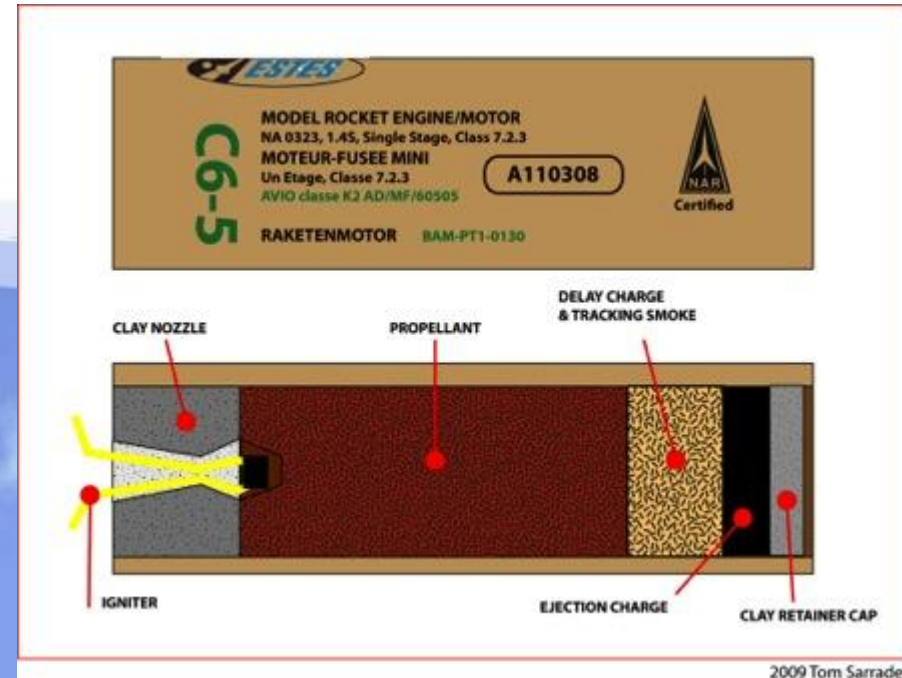 ESTES
C6-5
MODEL ROCKET ENGINE/MOTOR
NA 0323, 1.4S, Single Stage, Class 7.2.3
MOTEUR-FUSEE MINI
Un Etage, Classe 7.2.3
AVIO classe K2 AD/MF/60505
RAKETENMOTOR BAM-PT1-0130
A110308
NAR
Certified
DELAY CHARGE
& TRACKING SMOKE
CLAY NOZZLE
PROPELLANT
IGNITER
EJECTION CHARGE
CLAY RETAINER CAP
2009 Tom Sarrade